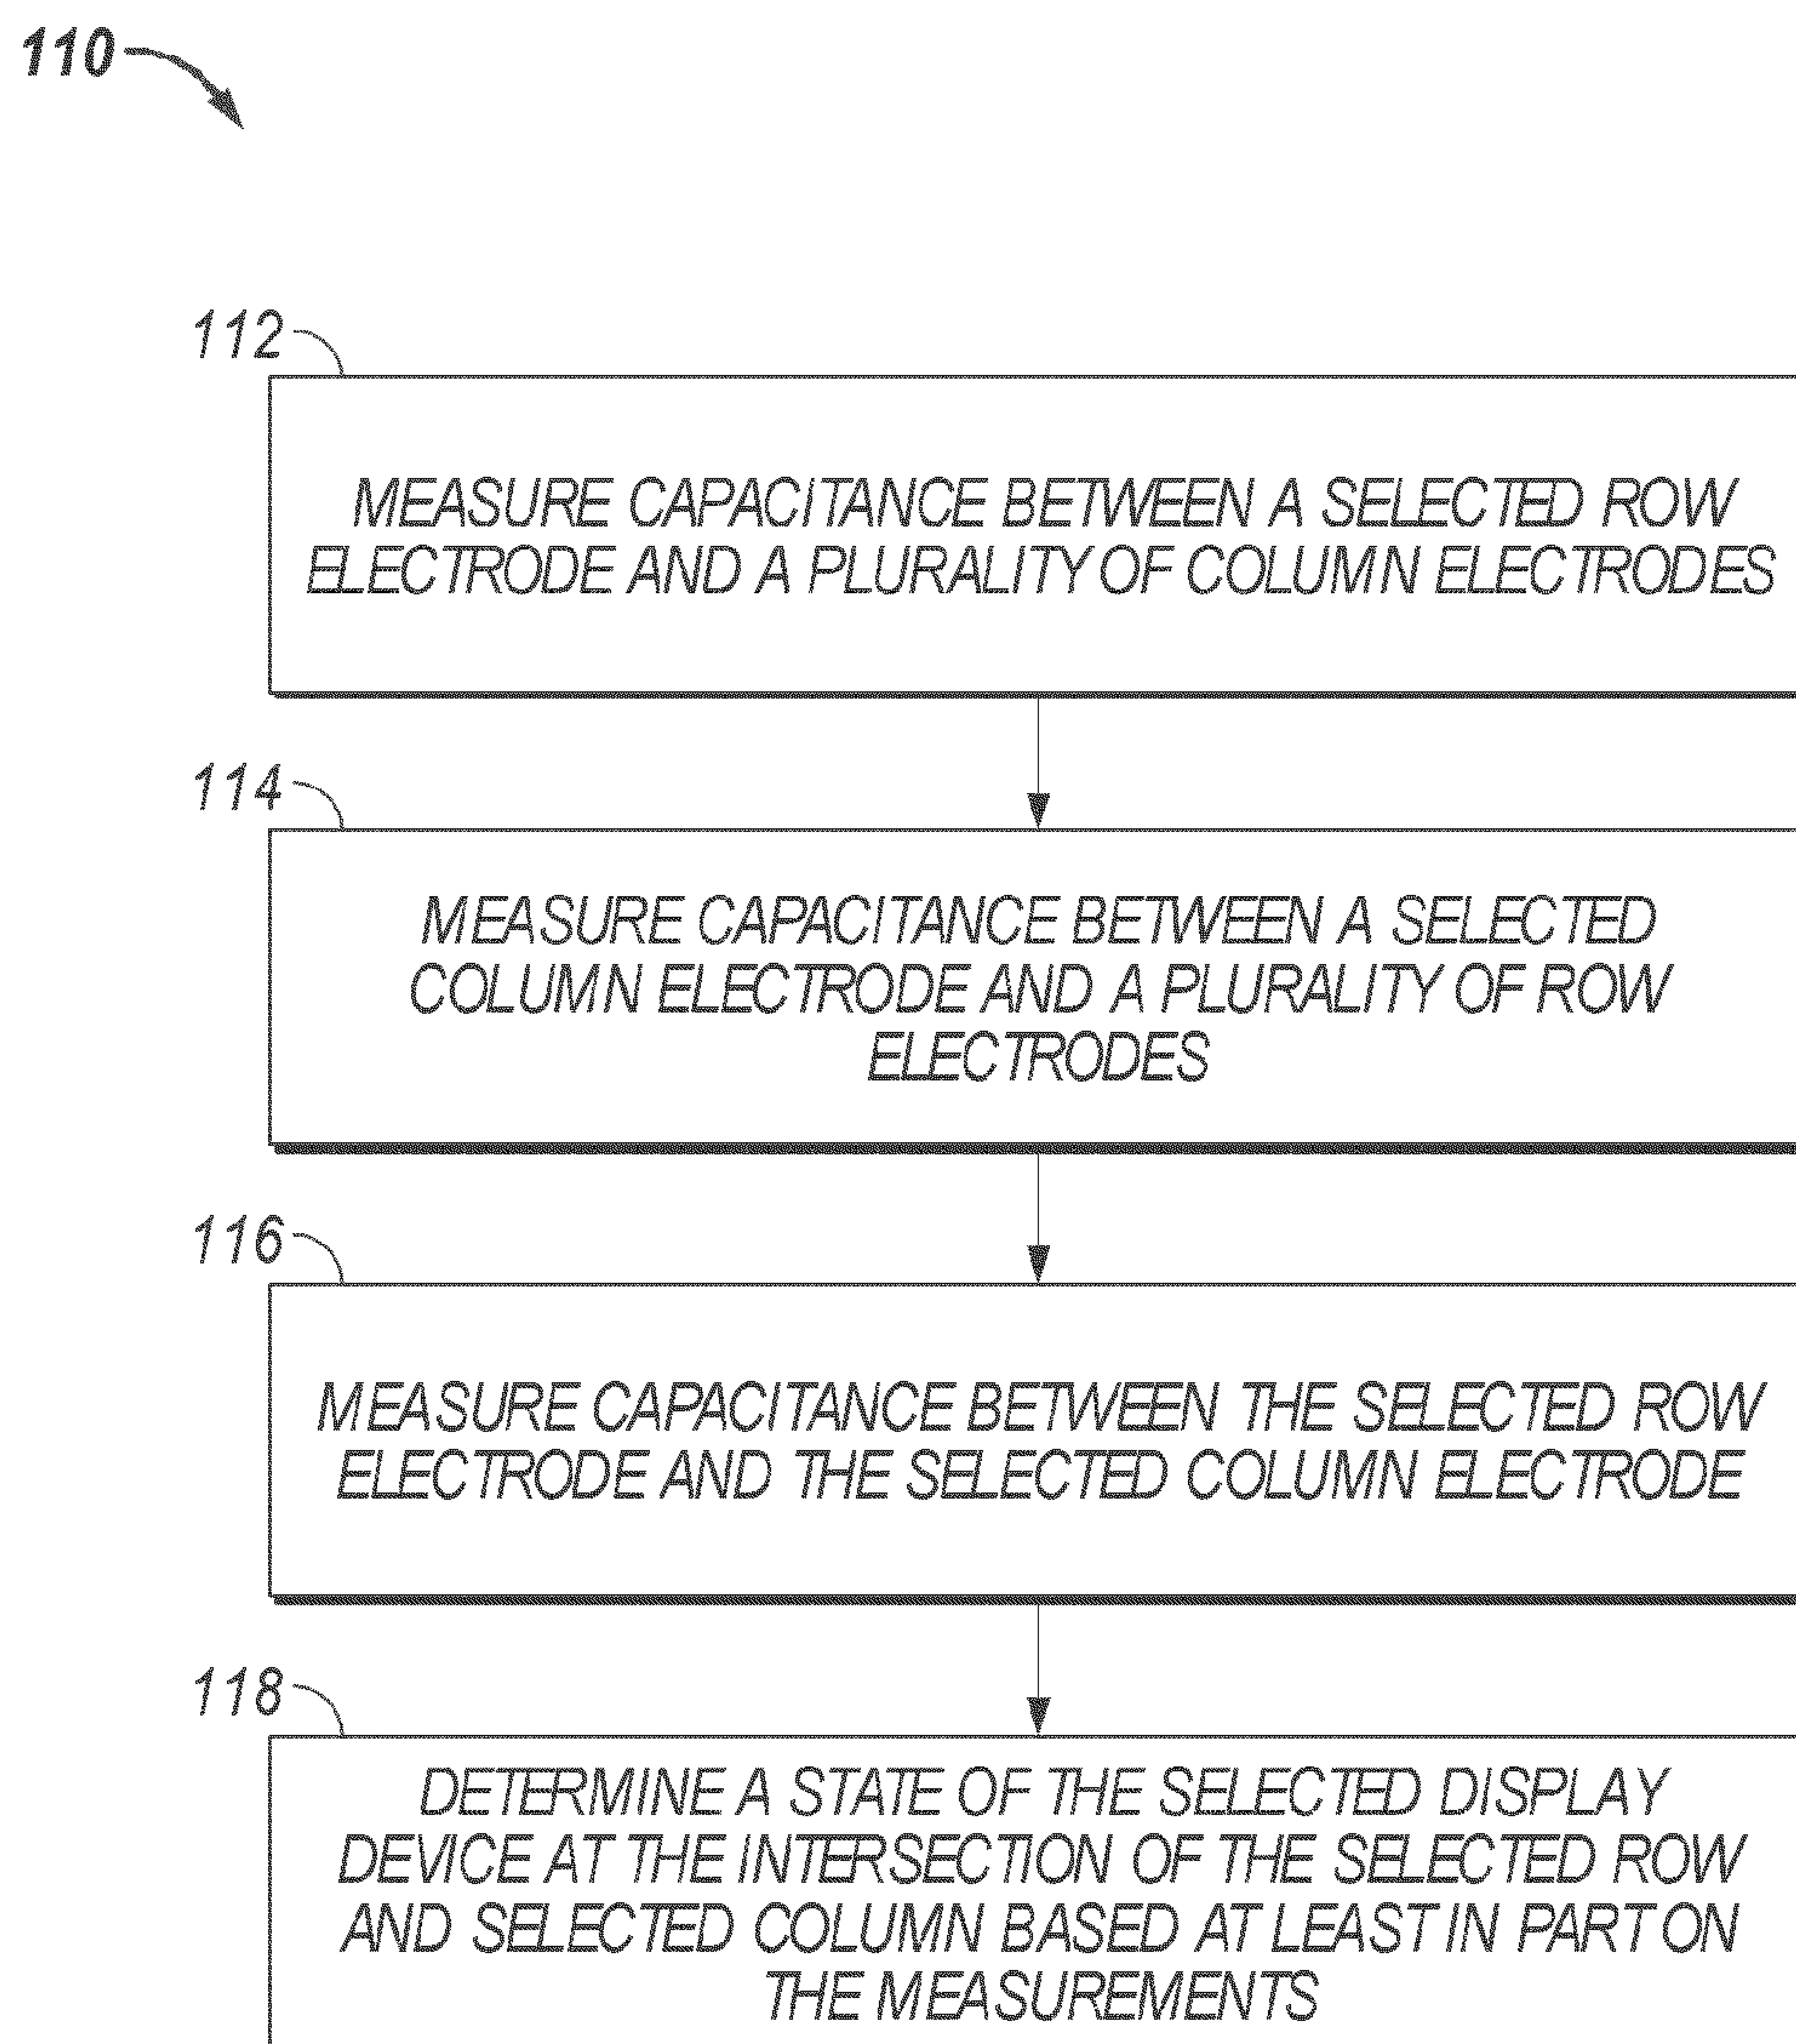 110
112
MEASURE CAPACITANCE BETWEEN A SELECTED ROW
ELECTRODE AND A PLURALITY OF COLUMN ELECTRODES
114
MEASURE CAPACITANCE BETWEEN A SELECTED
COLUMN ELECTRODE AND A PLURALITY OF ROW
ELECTRODES
116
MEASURE CAPACITANCE BETWEEN THE SELECTED ROW
ELECTRODE AND THE SELECTED COLUMN ELECTRODE
118
DETERMINE A STATE OF THE SELECTED DISPLAY
DEVICE AT THE INTERSECTION OF THE SELECTED ROW
AND SELECTED COLUMN BASED AT LEAST IN PART ON
THE MEASUREMENTS